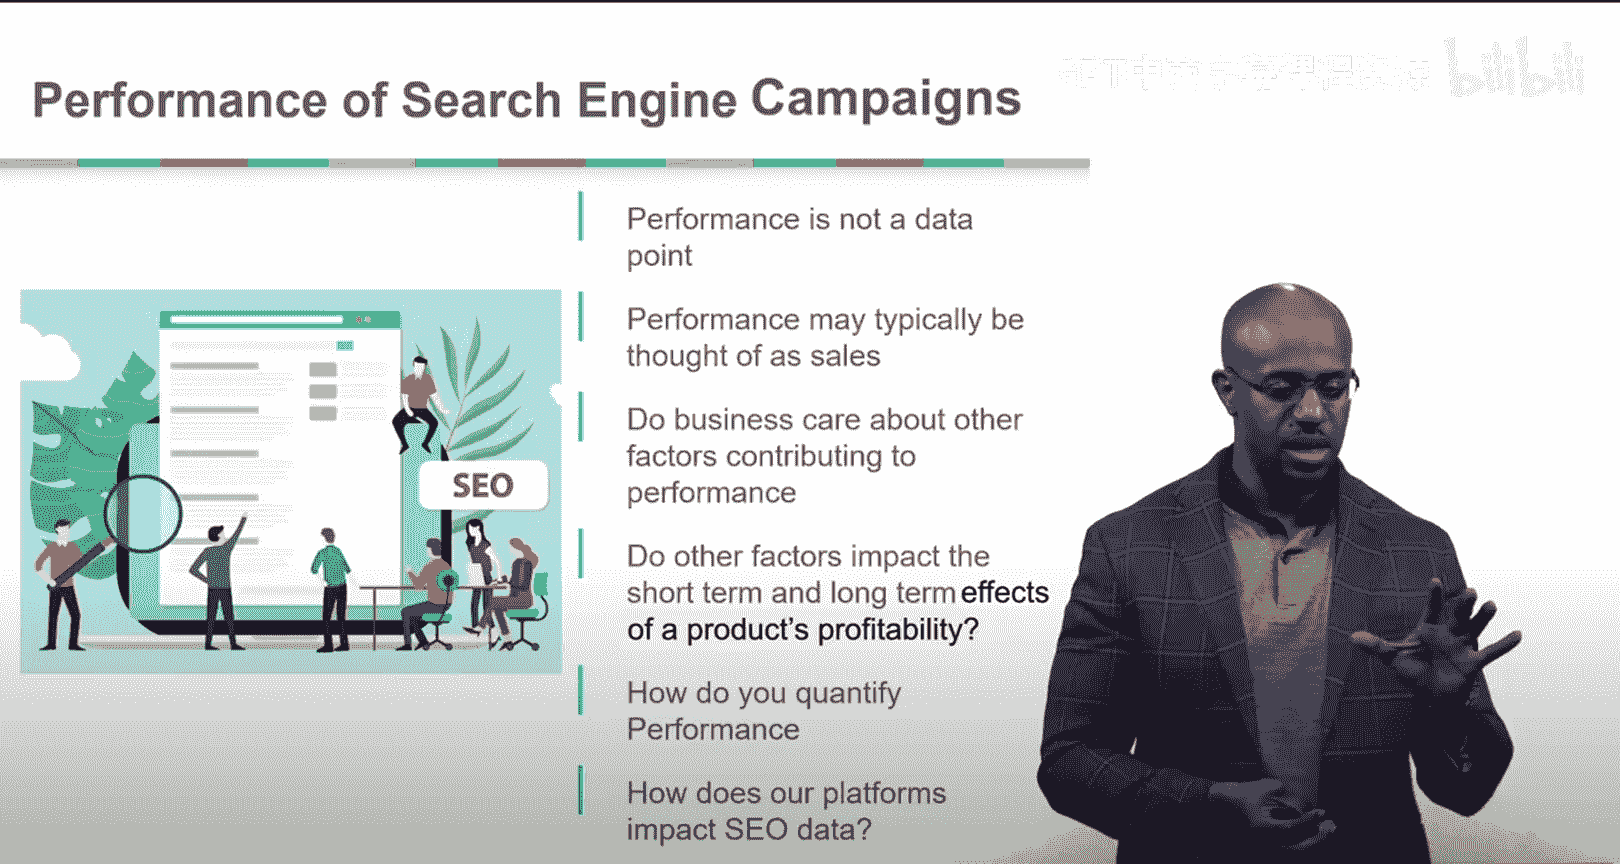 bilibili
Performance of Search Engine Campaigns
Performance is not a data
point
Performance may typically be
thought of as sales
Do business care about other
factors contributing to
performance
Do other factors impact the
short term and long term effects
of a product’s profitability?
How do you quantify
Performance
How does our platforms
impact SEO data?
SEO